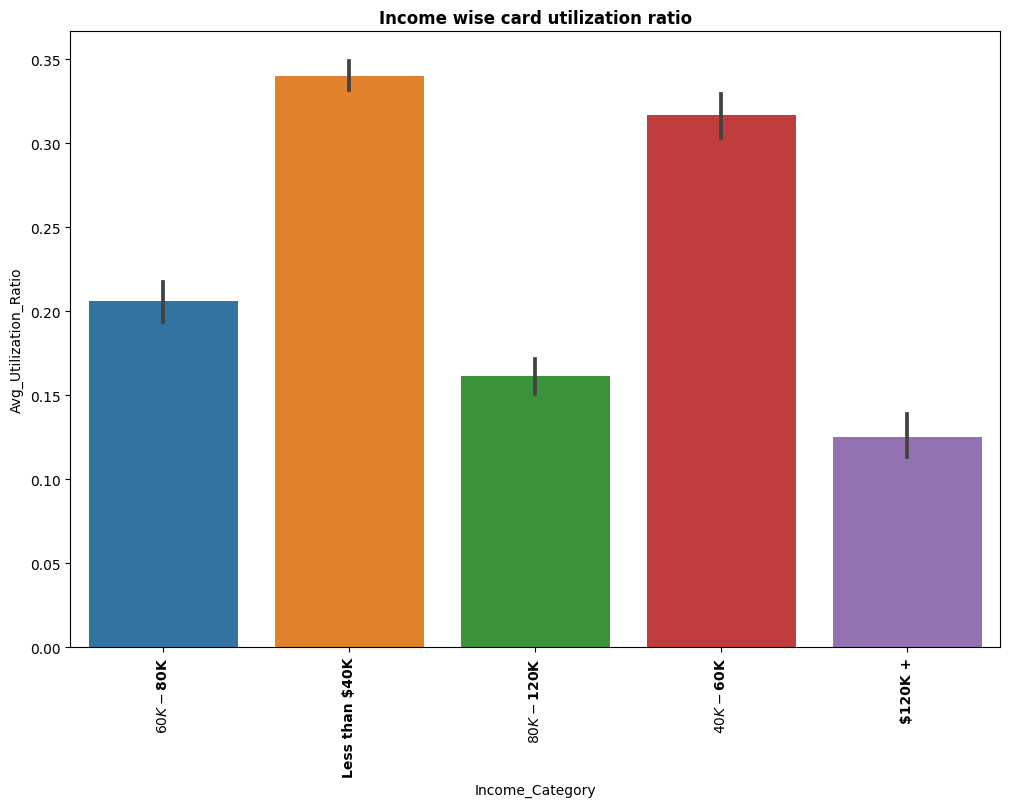 Income wise card utilization ratio
Avg_Utilization_Ratio
0.35
0.30
0.25
0.20
0.15
0.10
0.05
0.00
60K - 80K
Less than $40K
80K - 120K
40K - 60K
$120K +
Income_Category